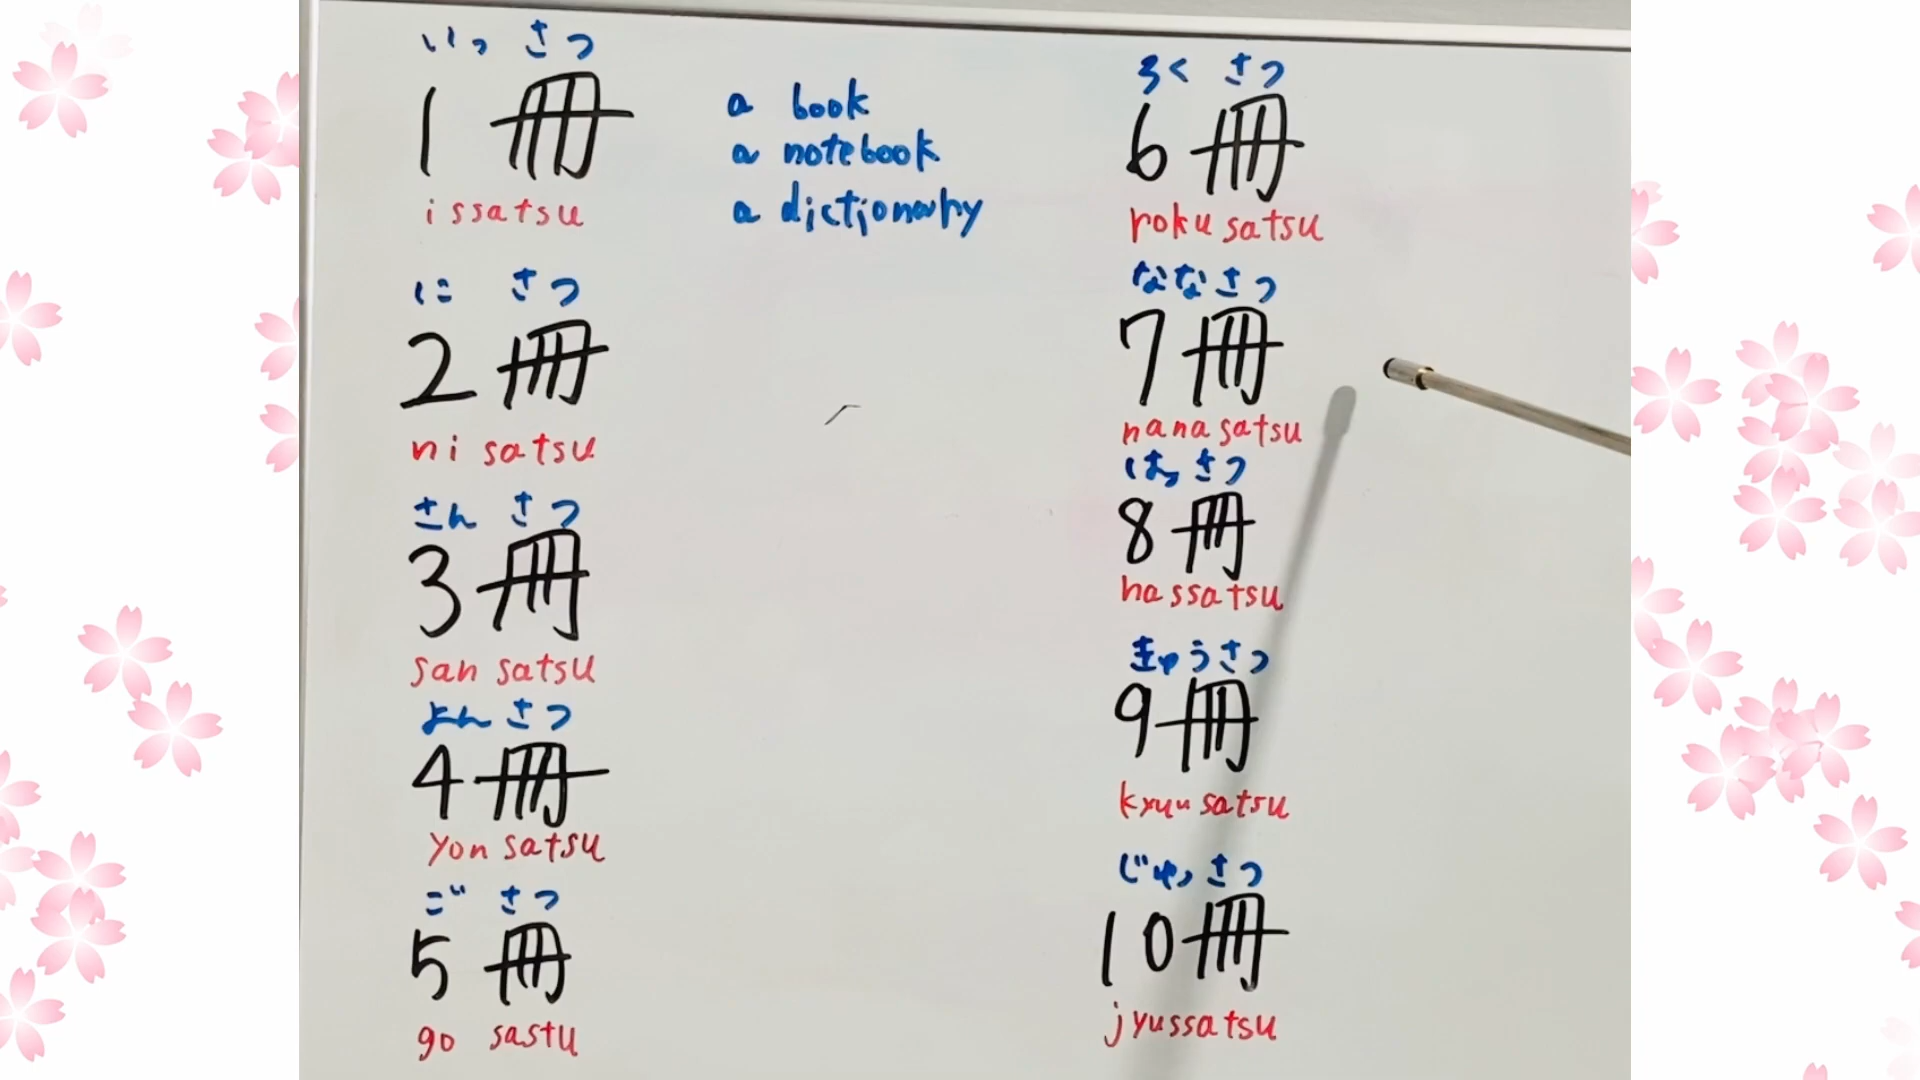 いっ さつ
1 冊
issatsu
a book
a notebook
a dictionary
に さつ
2 冊
ni satsu
さん さつ
3 冊
san satsu
よん さつ
4 冊
yon satsu
ご さつ
5 冊
go sastu
ろく さつ
6 冊
roku satsu
なな さつ
7 冊
nana satsu
はっ さつ
8 冊
hassatsu
きゅう さつ
9 冊
kyuu satsu
じゅっ さつ
10 冊
jyussatsu